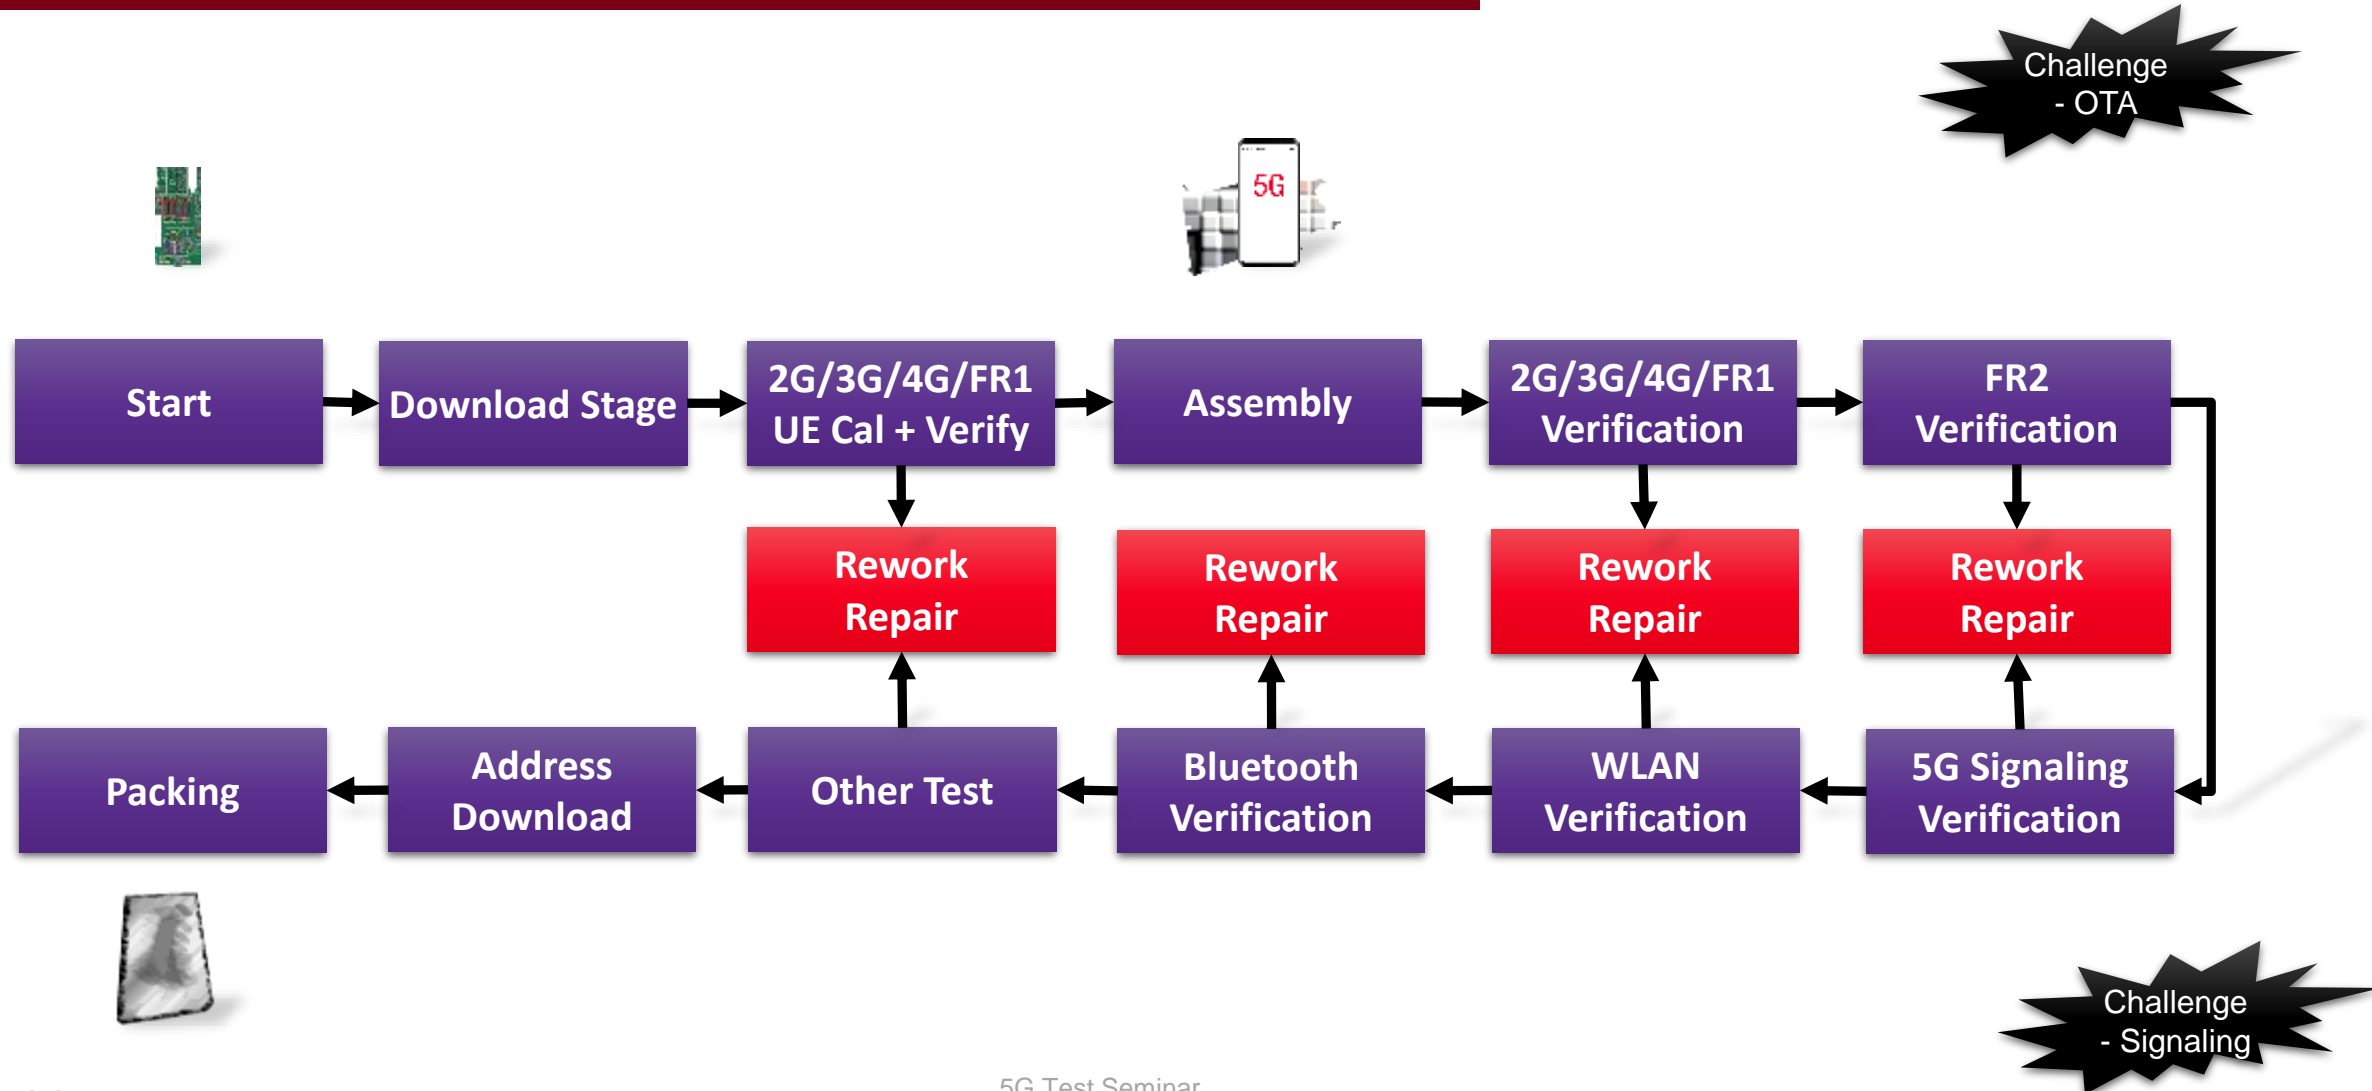 Challenge
- OTA
5G
Start
Download Stage
2G/3G/4G/FR1
UE Cal + Verify
Assembly
2G/3G/4G/FR1
Verification
FR2
Verification
Rework
Repair
Rework
Repair
Rework
Repair
Rework
Repair
Packing
Address
Download
Other Test
Bluetooth
Verification
WLAN
Verification
5G Signaling
Verification
Challenge
- Signaling
5G Test Seminar